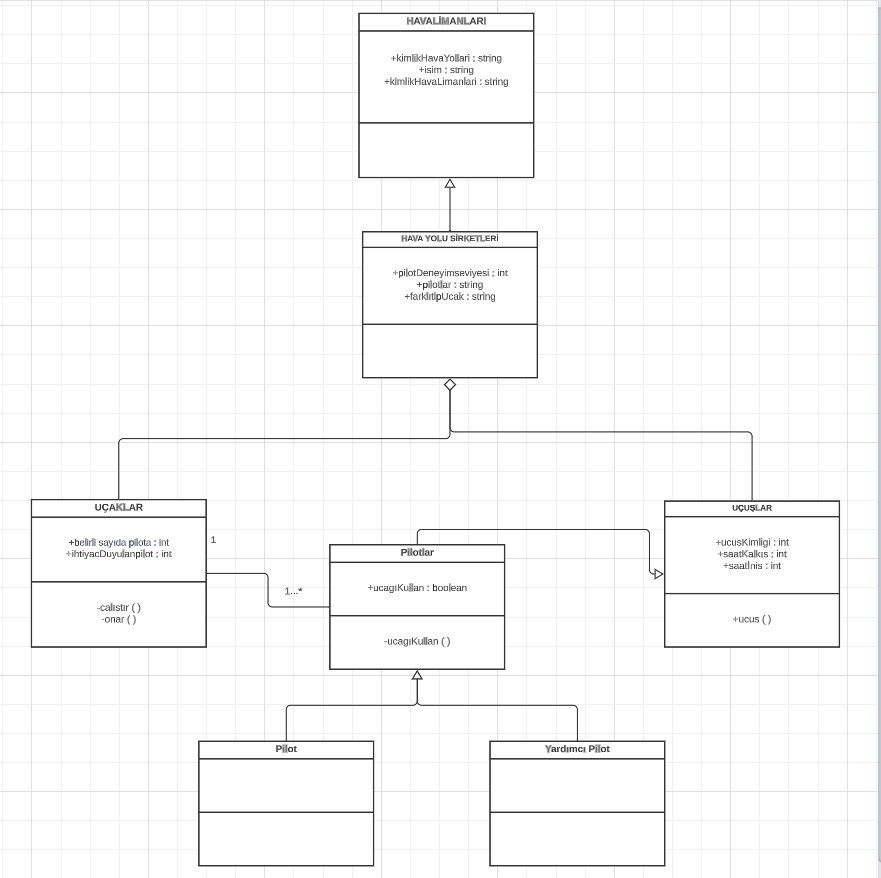 HAVALİMANLARI
+kimlikHavaYollari : string
+isim : string
+kimlikHavaLimanlari : string
HAVA YOLU SİRKETLERİ
+pilotDeneyimseviyesi : int
+pilotlar : string
+farklıtipUcak : string
UÇAKLAR
+belirli sayıda pilota : int
+ihtiyacDuyulanpilot : int
-calıstır ( )
-onar ( )
1
1...*
Pilotlar
+ucagıKullan : boolean
-ucagıKullan ( )
UÇUŞLAR
+ucusKimligi : int
+saatKalkıs : int
+saatİnis : int
+ucus ( )
Pilot
Yardımcı Pilot